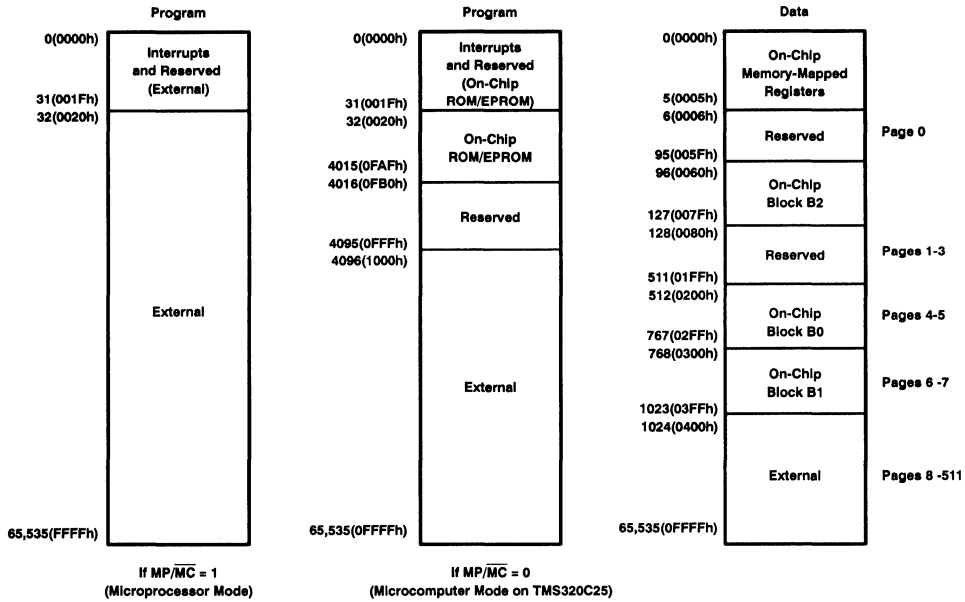 Program
0(0000h)
Interrupts
and Reserved
(External)
31(001Fh)
32(0020h)
External
65,535(FFFFh)
If MP/M̅C̅ = 1
(Microprocessor Mode)
Program
0(0000h)
Interrupts
and Reserved
(On-Chip
ROM/EPROM)
31(001Fh)
32(0020h)
On-Chip
ROM/EPROM
4015(0FAFh)
4016(0FB0h)
Reserved
4095(0FFFh)
4096(1000h)
External
65,535(0FFFFh)
If MP/M̅C̅ = 0
(Microcomputer Mode on TMS320C25)
Data
0(0000h)
On-Chip
Memory-Mapped
Registers
5(0005h)
6(0006h)
Reserved
Page 0
95(005Fh)
96(0060h)
On-Chip
Block B2
127(007Fh)
128(0080h)
Reserved
Pages 1-3
511(01FFh)
512(0200h)
On-Chip
Block B0
Pages 4-5
767(02FFh)
768(0300h)
On-Chip
Block B1
Pages 6 -7
1023(03FFh)
1024(0400h)
External
Pages 8 -511
65,535(0FFFFh)